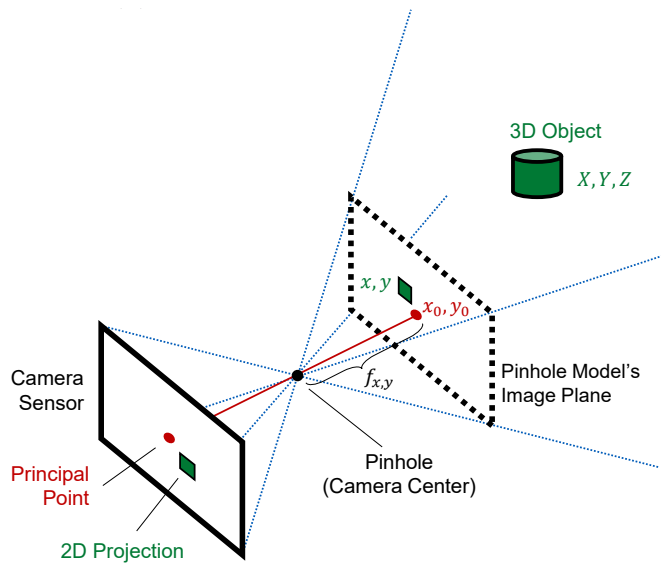 3D Object
X, Y, Z
x, y
x₀, y₀
fx,y
Camera
Sensor
Pinhole Model’s
Image Plane
Pinhole
(Camera Center)
Principal
Point
2D Projection